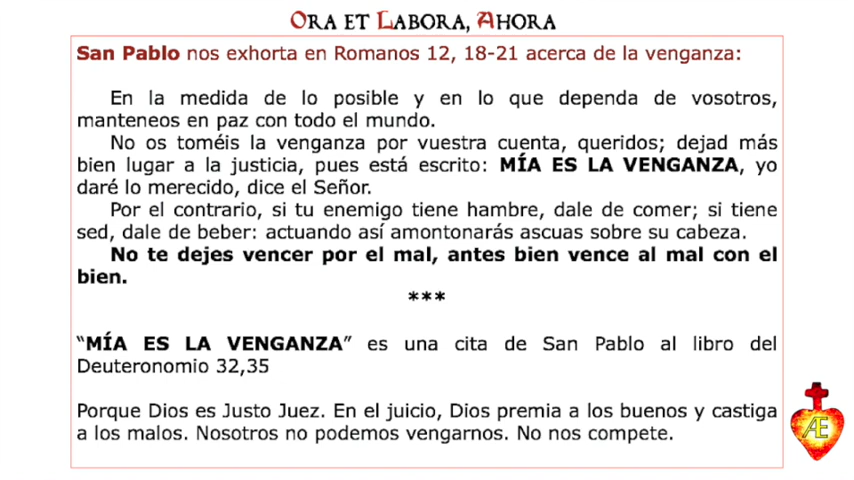 Ora et Labora, Ahora
San Pablo nos exhorta en Romanos 12, 18-21 acerca de la venganza:
En la medida de lo posible y en lo que dependa de vosotros,
manteneos en paz con todo el mundo.
No os toméis la venganza por vuestra cuenta, queridos; dejad más
bien lugar a la justicia, pues está escrito: MÍA ES LA VENGANZA, yo
daré lo merecido, dice el Señor.
Por el contrario, si tu enemigo tiene hambre, dale de comer; si tiene
sed, dale de beber: actuando así amontonarás ascuas sobre su cabeza.
No te dejes vencer por el mal, antes bien vence al mal con el
bien.
***
“MÍA ES LA VENGANZA” es una cita de San Pablo al libro del
Deuteronomio 32,35
Porque Dios es Justo Juez. En el juicio, Dios premia a los buenos y castiga
a los malos. Nosotros no podemos vengarnos. No nos compete.
Æ